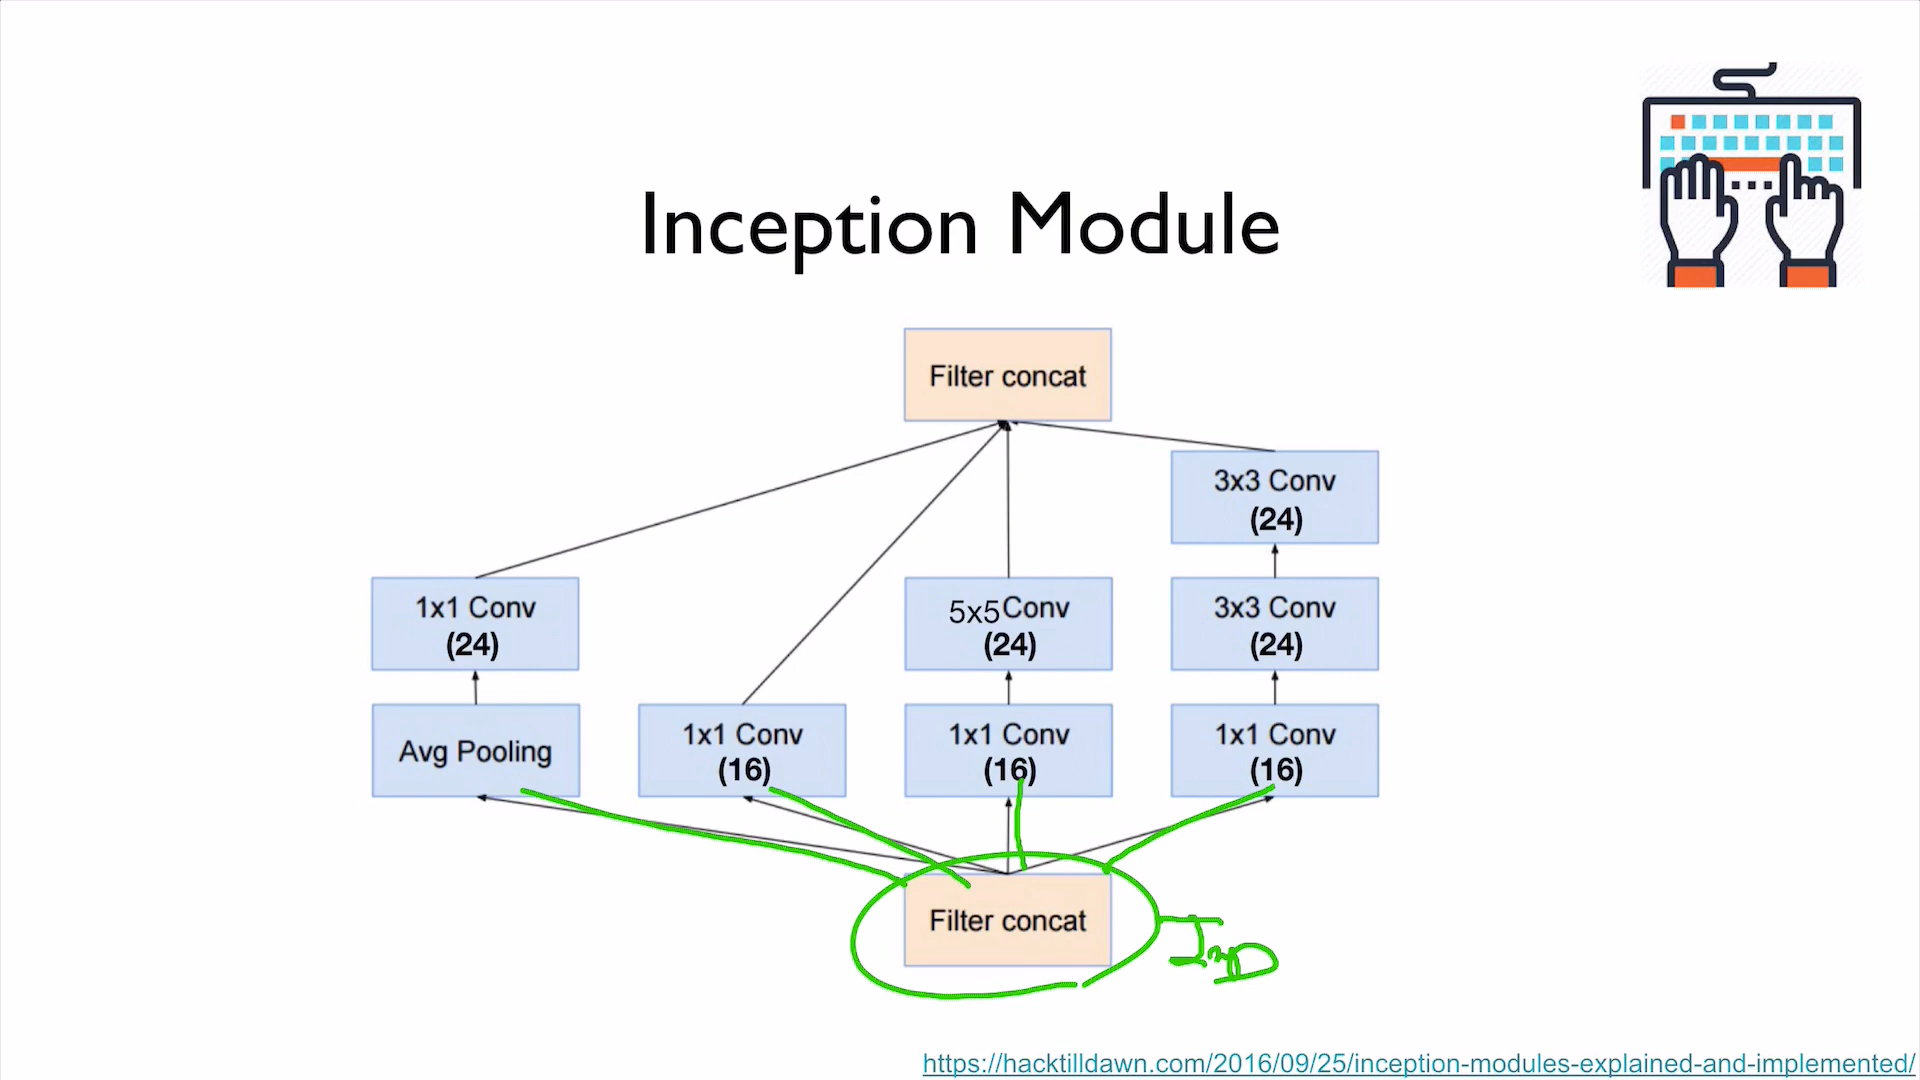 Inception Module
Filter concat
3x3 Conv
(24)
1x1 Conv
(24)
5x5 Conv
(24)
3x3 Conv
(24)
Avg Pooling
1x1 Conv
(16)
1x1 Conv
(16)
1x1 Conv
(16)
Filter concat
https://hacktilldawn.com/2016/09/25/inception-modules-explained-and-implemented/